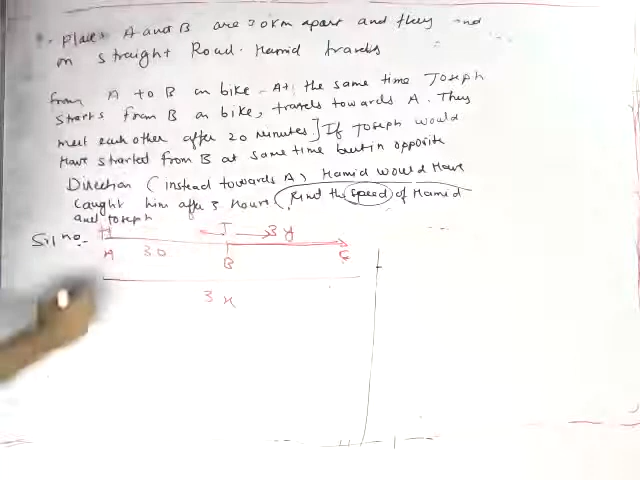 Places A and B are 30 km apart and they
on straight Road. Hamid travels
from A to B on bike. At the same time Joseph
starts from B on bike, travels towards A. They
meet each other after 20 minutes] If Joseph would
Have started from B at same time but in opposite
Direction (instead towards A) Hamid would Have
caught him after 3 Hours (Find the speed of Hamid
and Joseph
Sol no -
H J 3y
A 30 B
3x